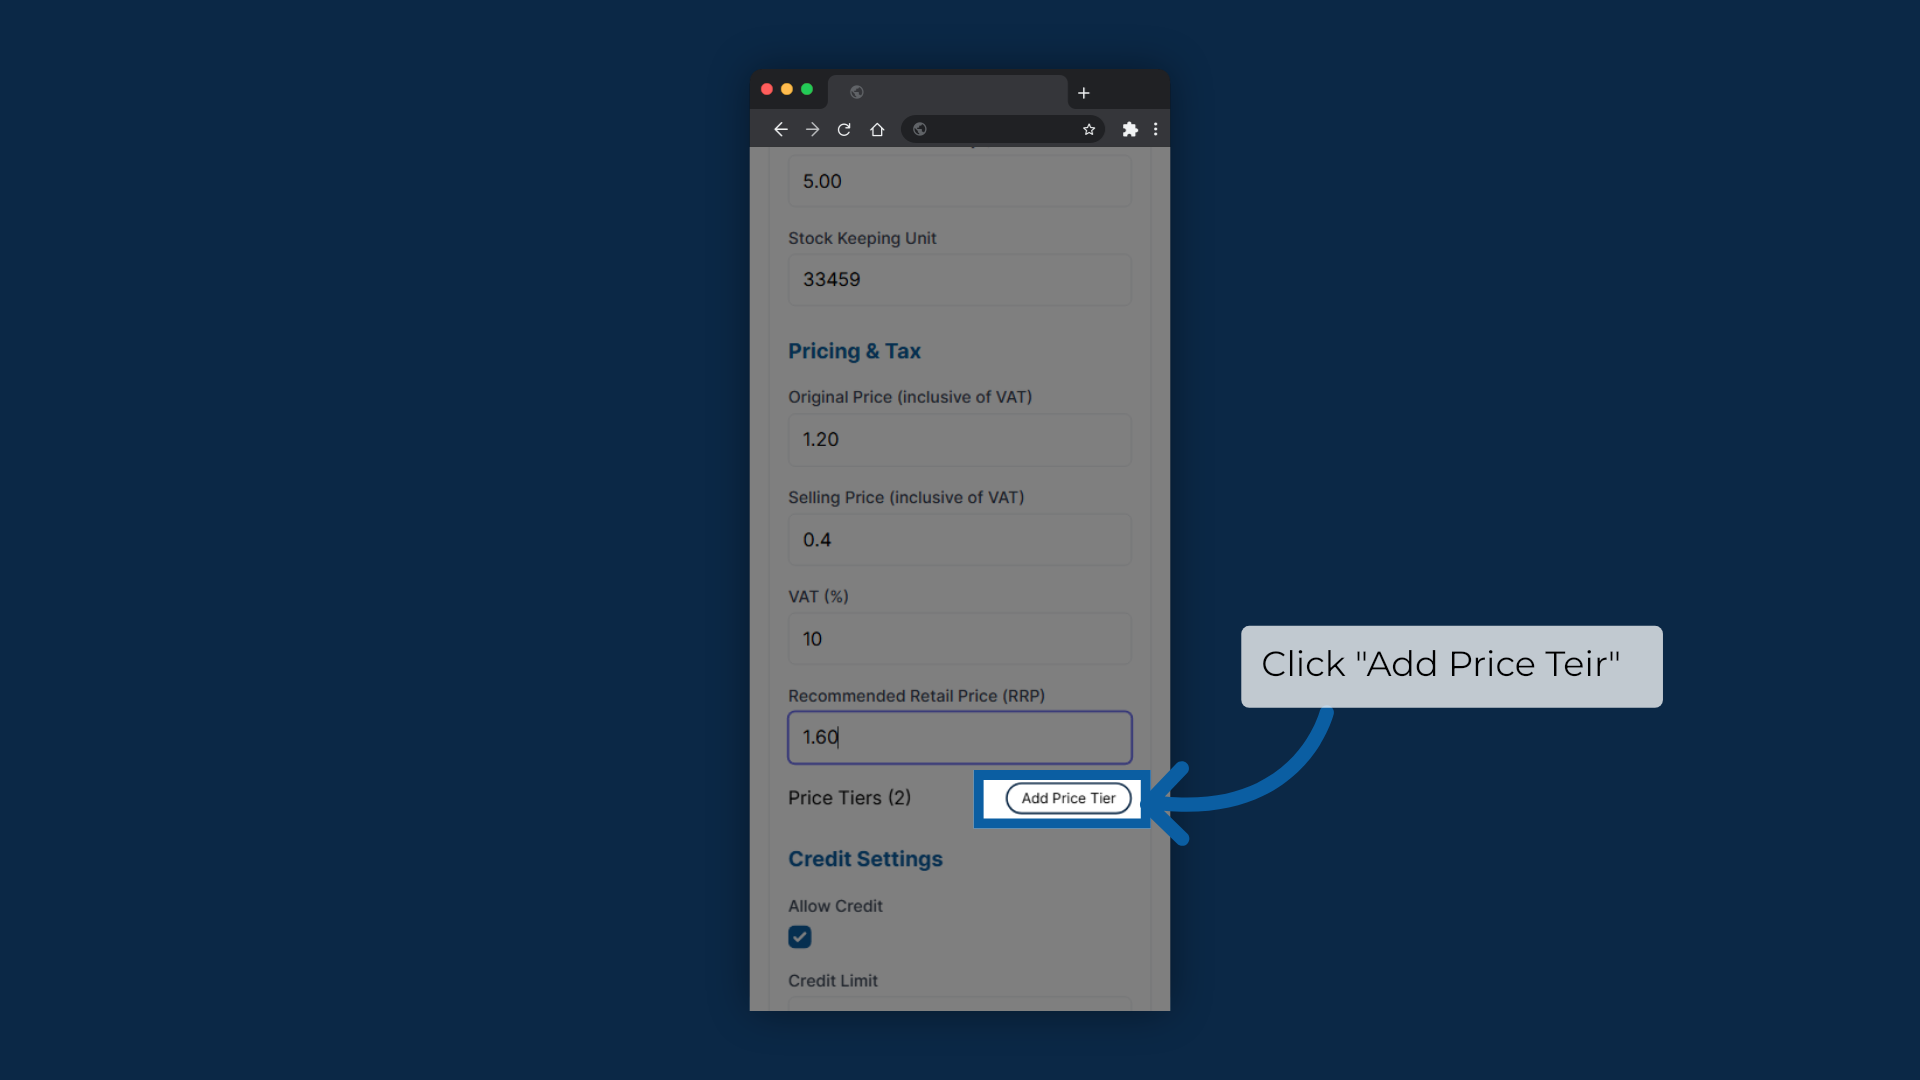 5.00
Stock Keeping Unit
33459
Pricing & Tax
Original Price (inclusive of VAT)
1.20
Selling Price (inclusive of VAT)
0.4
VAT (%)
10
Recommended Retail Price (RRP)
1.60
Click "Add Price Teir"
Price Tiers (2)
Add Price Tier
Credit Settings
Allow Credit
Credit Limit